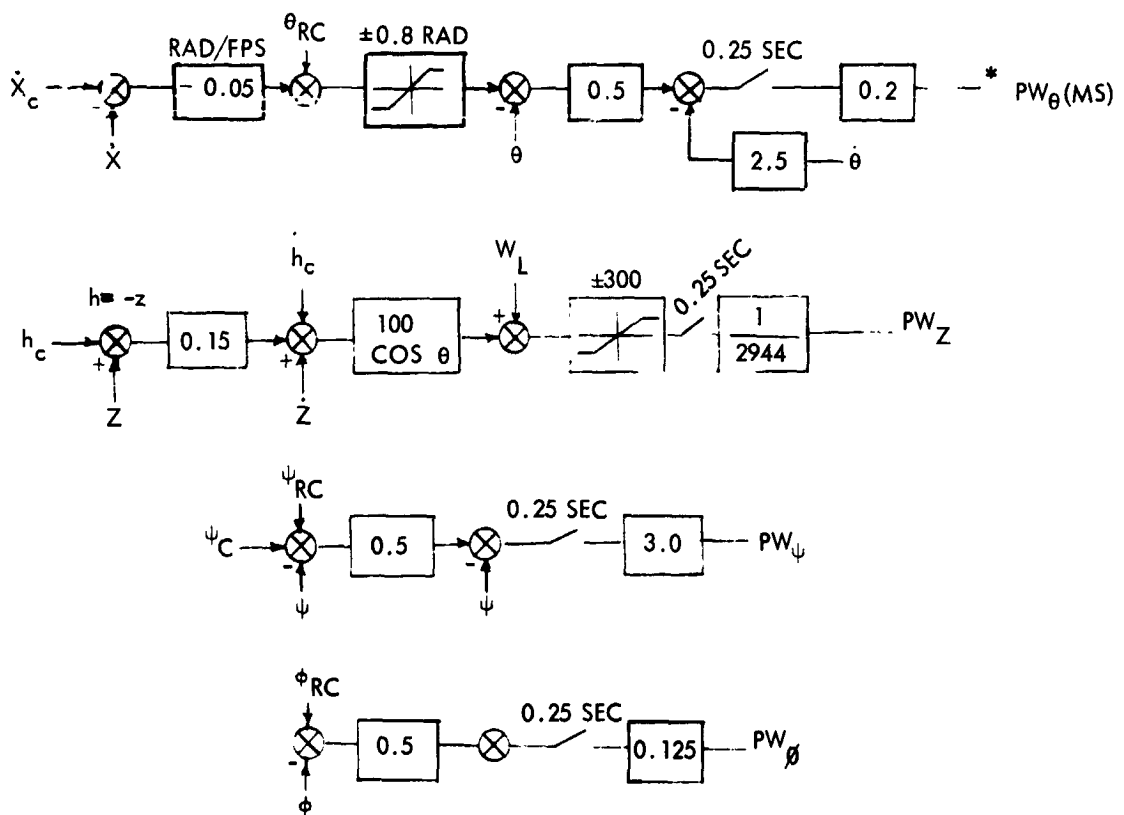 θRC
±0.8 RAD
RAD/FPS
0.25 SEC
Ẋc
- 0.05
0.5
0.2
* PWθ(MS)
-
-
-
Ẋ
θ
2.5
θ̇
ḣc
WL
h = -z
±300
0.25 SEC
hc
0.15
100
COS θ
+
1
2944
PWZ
+
+
Z
Ż
ψRC
0.25 SEC
ψC
0.5
3.0
PWψ
-
-
ψ
ψ
φRC
0.25 SEC
0.5
0.125
PWø
-
φ